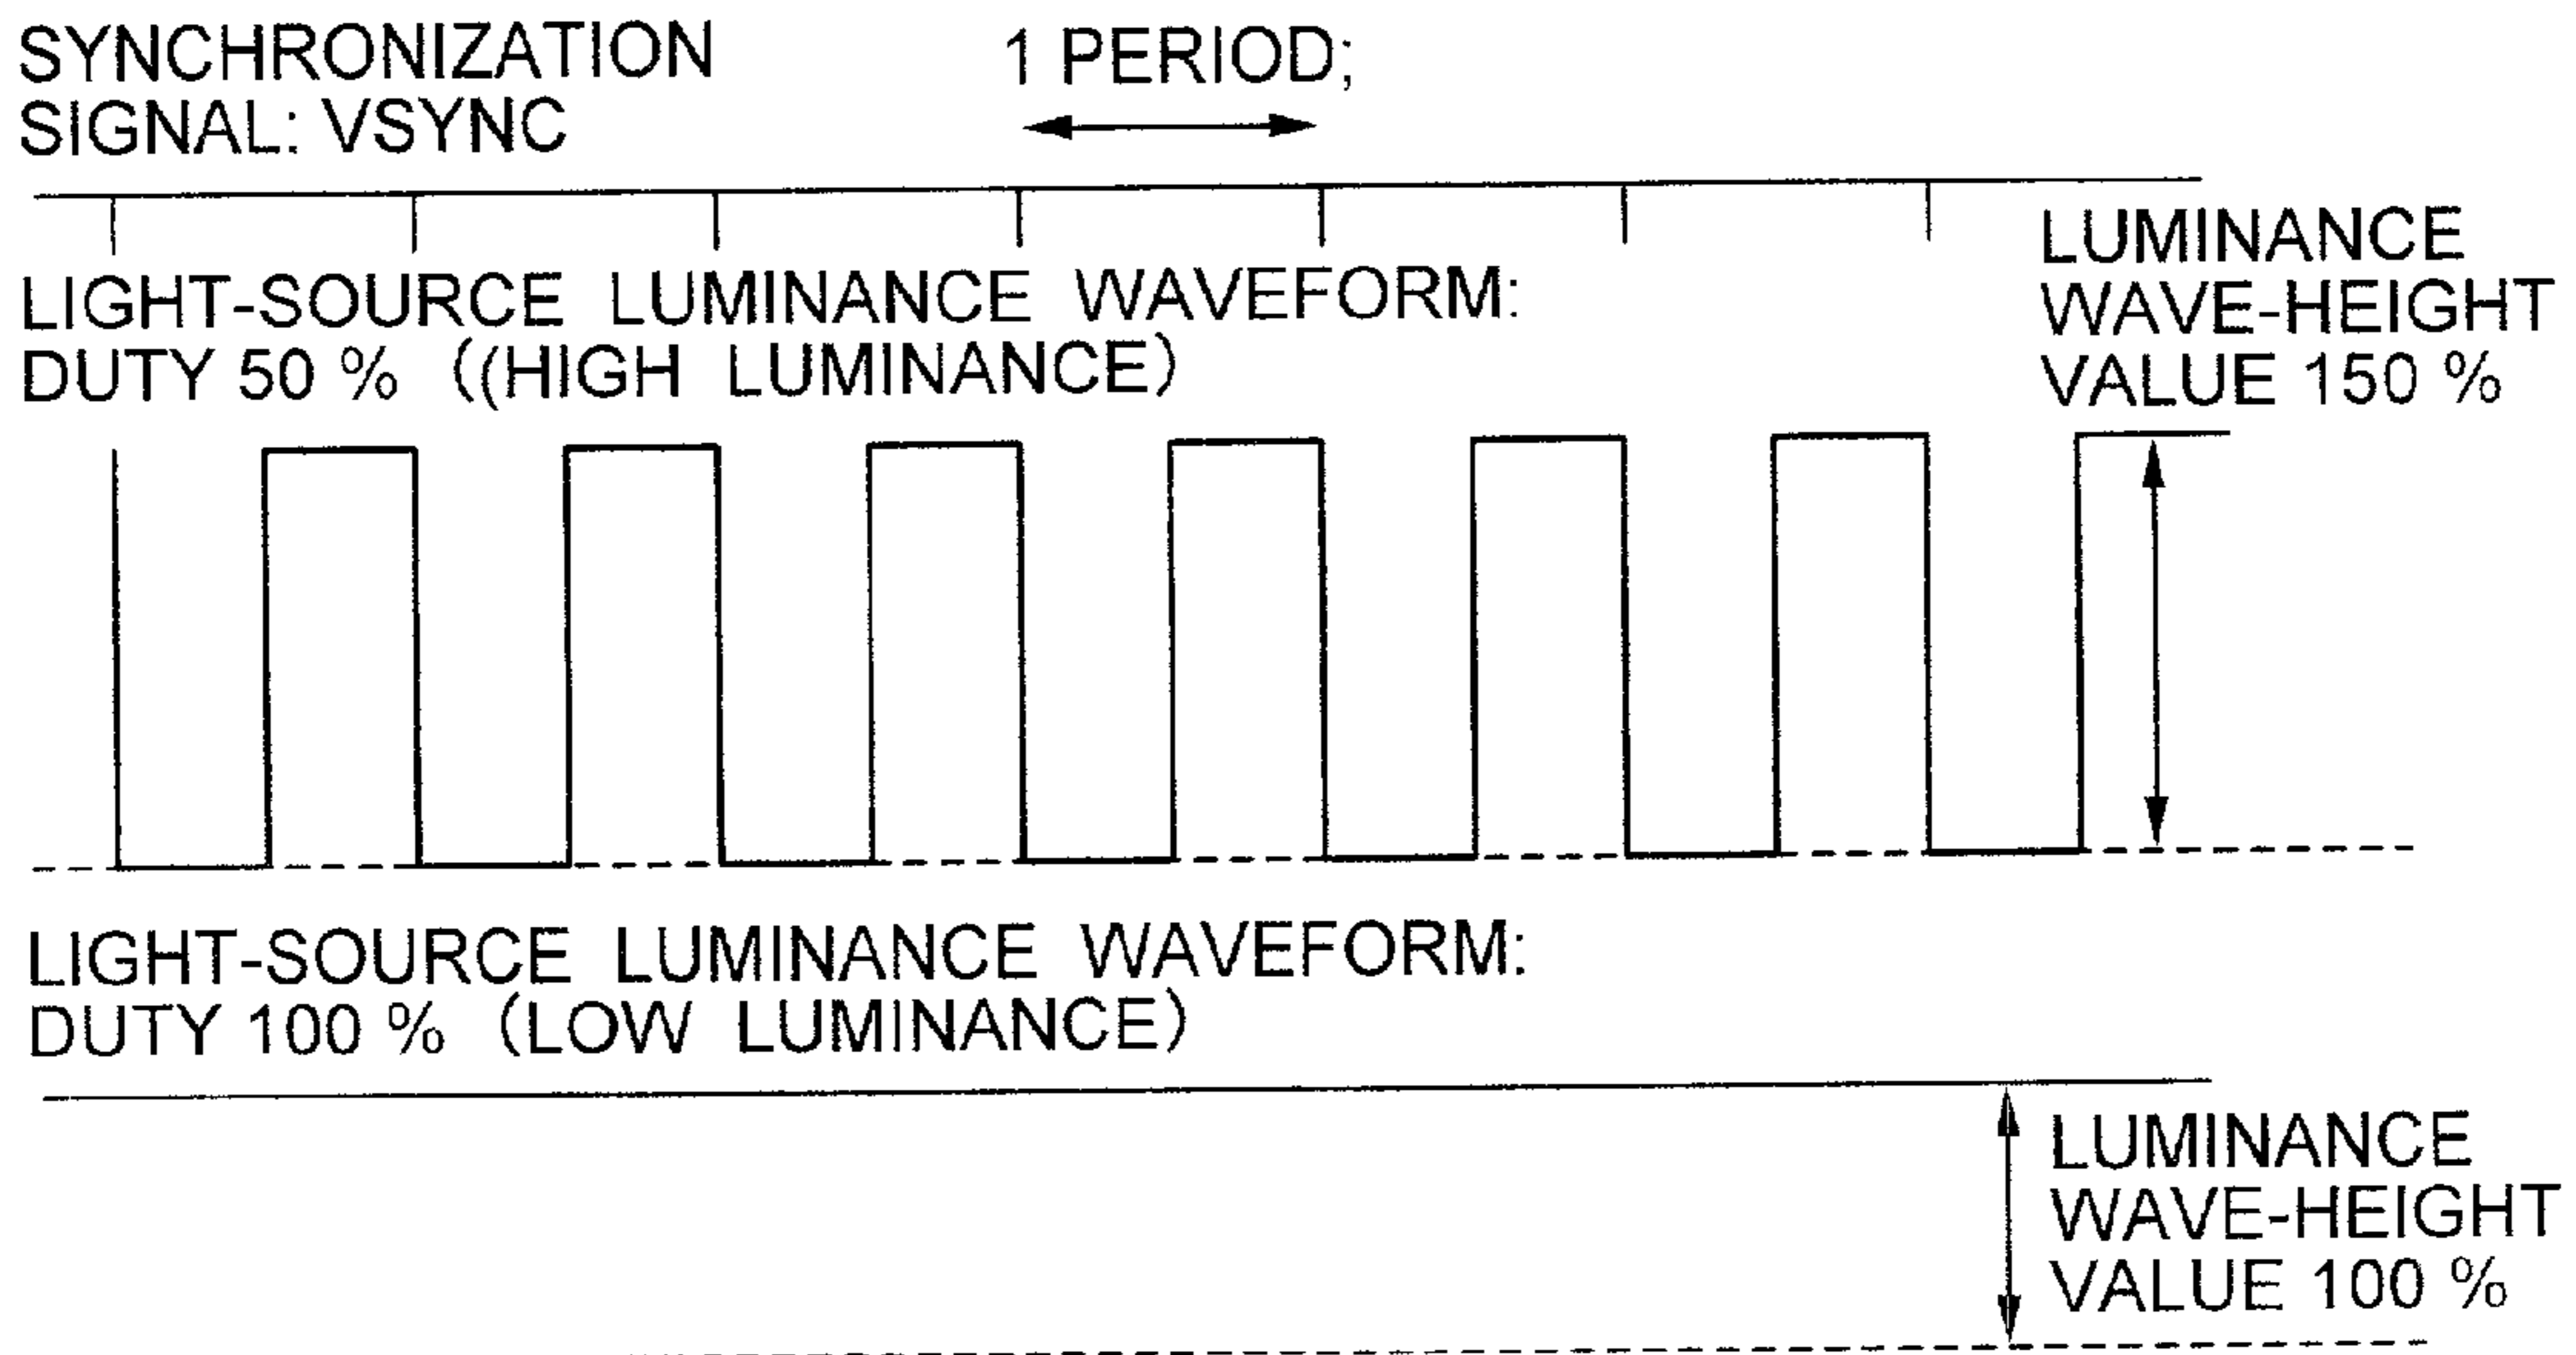 SYNCHRONIZATION
SIGNAL: VSYNC
1 PERIOD;
LIGHT-SOURCE LUMINANCE WAVEFORM:
DUTY 50 % ((HIGH LUMINANCE)
LUMINANCE
WAVE-HEIGHT
VALUE 150 %
LIGHT-SOURCE LUMINANCE WAVEFORM:
DUTY 100 % (LOW LUMINANCE)
LUMINANCE
WAVE-HEIGHT
VALUE 100 %